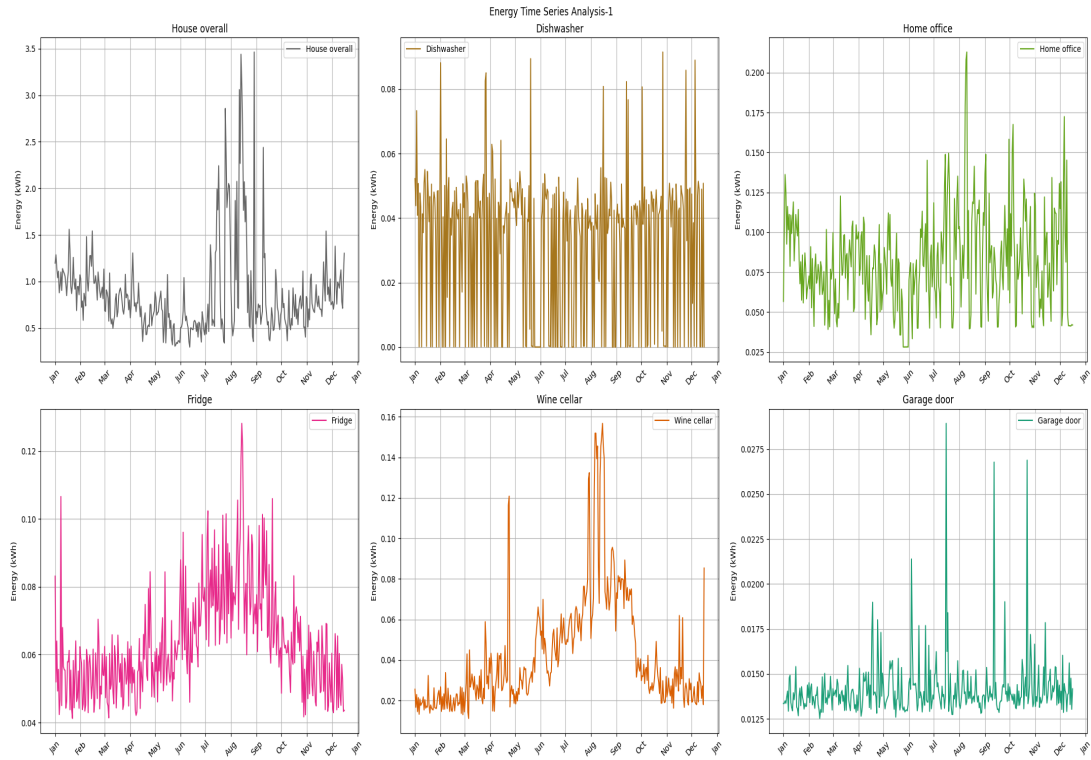 Energy Time Series Analysis-1
House overall
House overall
Energy (kWh)
3.5
3.0
2.5
2.0
1.5
1.0
0.5
Jan Feb Mar Apr May Jun Jul Aug Sep Oct Nov Dec Jan
Dishwasher
Dishwasher
Energy (kWh)
0.08
0.06
0.04
0.02
0.00
Jan Feb Mar Apr May Jun Jul Aug Sep Oct Nov Dec Jan
Home office
Home office
Energy (kWh)
0.200
0.175
0.150
0.125
0.100
0.075
0.050
0.025
Jan Feb Mar Apr May Jun Jul Aug Sep Oct Nov Dec Jan
Fridge
Fridge
Energy (kWh)
0.12
0.10
0.08
0.06
0.04
Jan Feb Mar Apr May Jun Jul Aug Sep Oct Nov Dec Jan
Wine cellar
Wine cellar
Energy (kWh)
0.16
0.14
0.12
0.10
0.08
0.06
0.04
0.02
Jan Feb Mar Apr May Jun Jul Aug Sep Oct Nov Dec Jan
Garage door
Garage door
Energy (kWh)
0.0275
0.0250
0.0225
0.0200
0.0175
0.0150
0.0125
Jan Feb Mar Apr May Jun Jul Aug Sep Oct Nov Dec Jan